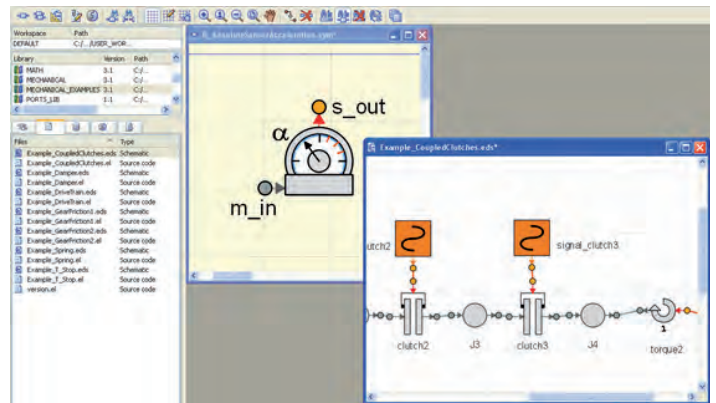 Workspace Path
DEFAULT C:/.../USER_WOR...
Library Version Path
MATH 3.1 C:/...
MECHANICAL 3.1 C:/...
MECHANICAL_EXAMPLES 3.1 C:/...
PORTS_LIB 1.1 C:/...
Files Type
Example_CoupledClutches.eds Schematic
Example_CoupledClutches.el Source code
Example_Damper.eds Schematic
Example_Damper.el Source code
Example_DriveTrain.eds Schematic
Example_DriveTrain.el Source code
Example_GearFriction1.eds Schematic
Example_GearFriction1.el Source code
Example_GearFriction2.eds Schematic
Example_GearFriction2.el Source code
Example_Spring.eds Schematic
Example_Spring.el Source code
Example_T_Stop.eds Schematic
Example_T_Stop.el Source code
version.el Source code
s_out
α
m_in
Example_CoupledClutches.eds*
utch2
signal_clutch3
clutch2
J3
clutch3
J4
1
torque2